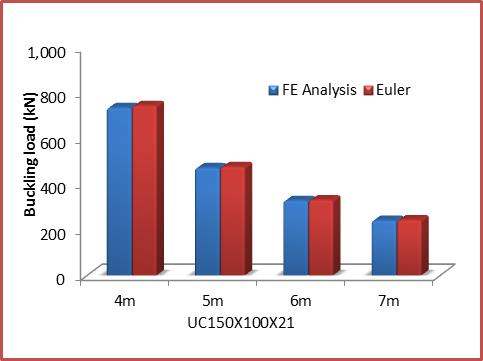 1,000
FE Analysis Euler
800
600
400
200
0
Buckling load (kN)
4m 5m 6m 7m
UC150X100X21